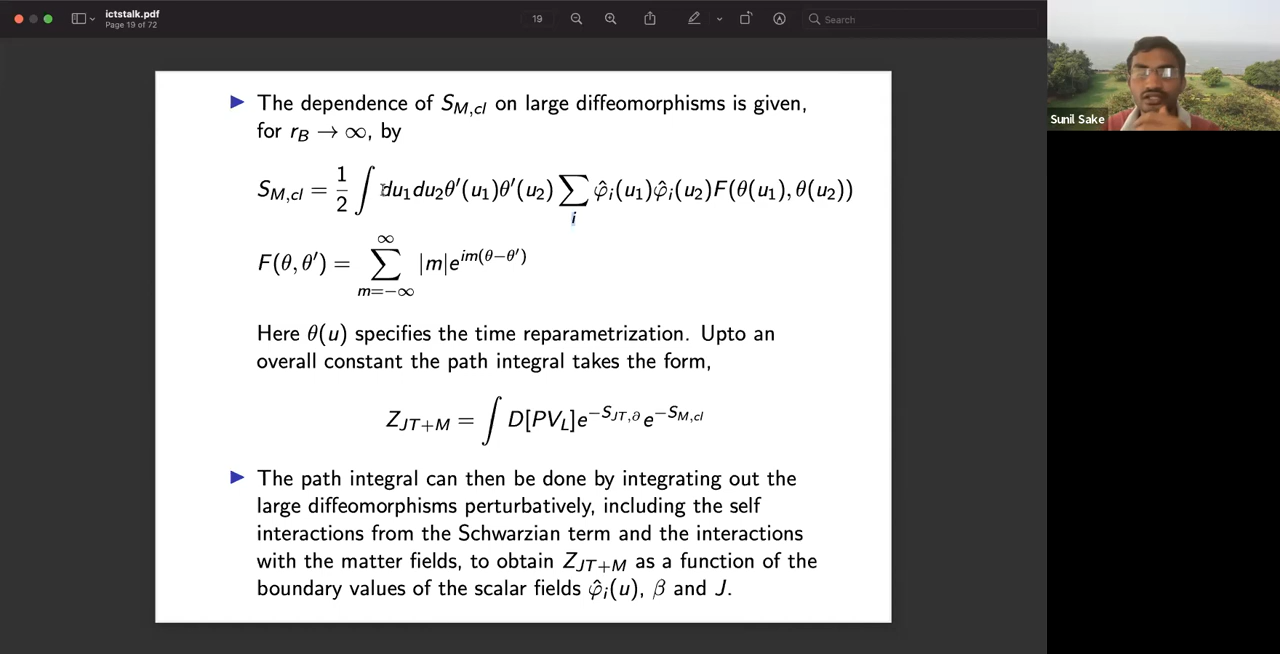 ictstalk.pdf
Page 19 of 72
19
Search
Sunil Sake
▶ The dependence of S_{M,cl} on large diffeomorphisms is given,
for r_B → ∞, by
S_{M,cl} = \frac{1}{2} ∫ du_1 du_2 θ′(u_1)θ′(u_2) ∑_i φ̂_i(u_1)φ̂_i(u_2)F(θ(u_1), θ(u_2))
F(θ, θ′) = ∑_{m=−∞}^{∞} |m|e^{im(θ−θ′)}
Here θ(u) specifies the time reparametrization. Upto an
overall constant the path integral takes the form,
Z_{JT+M} = ∫ D[PV_L]e^{−S_{JT,∂}} e^{−S_{M,cl}}
▶ The path integral can then be done by integrating out the
large diffeomorphisms perturbatively, including the self
interactions from the Schwarzian term and the interactions
with the matter fields, to obtain Z_{JT+M} as a function of the
boundary values of the scalar fields φ̂_i(u), β and J.